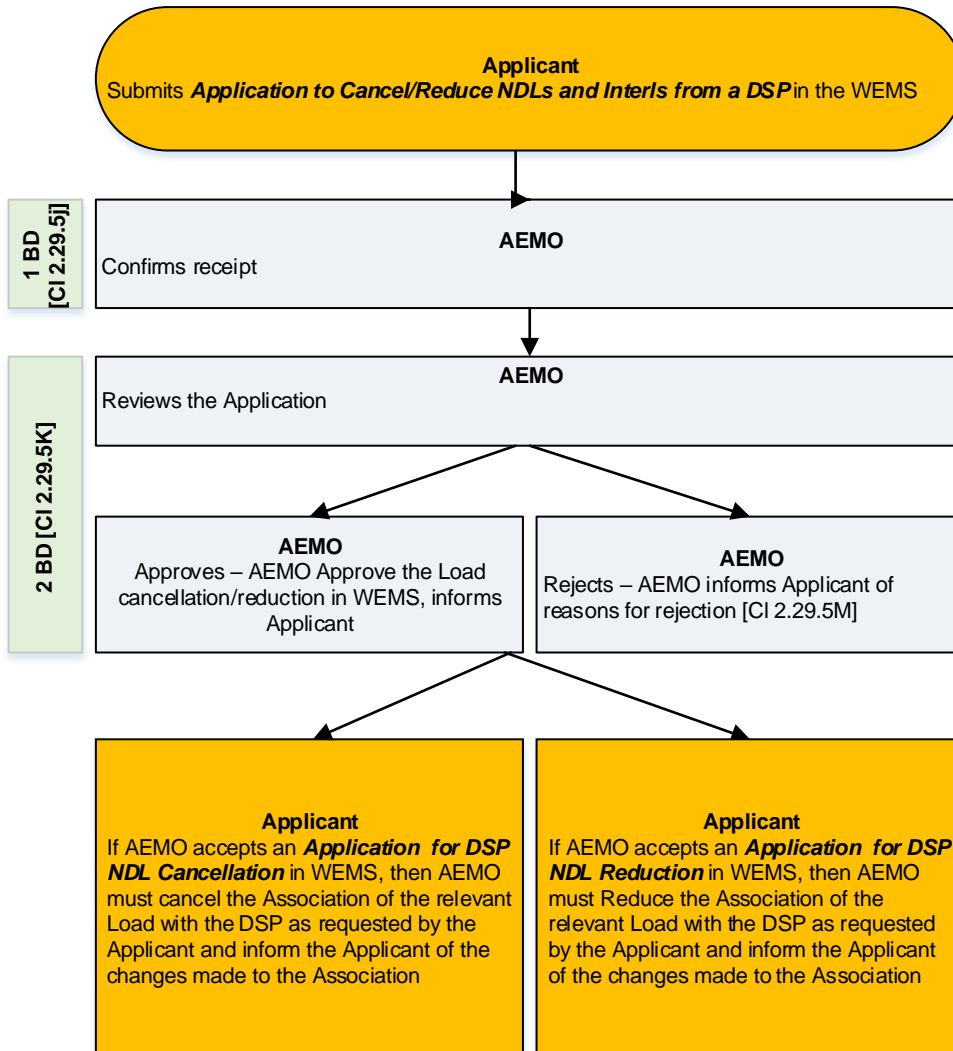 Applicant
Submits Application to Cancel/Reduce NDLs and Interls from a DSP in the WEMS
1 BD
[Cl 2.29.5j]
AEMO
Confirms receipt
2 BD [Cl 2.29.5K]
AEMO
Reviews the Application
AEMO
Approves – AEMO Approve the Load
cancellation/reduction in WEMS, informs
Applicant
AEMO
Rejects – AEMO informs Applicant of
reasons for rejection [Cl 2.29.5M]
Applicant
If AEMO accepts an Application for DSP
NDL Cancellation in WEMS, then AEMO
must cancel the Association of the relevant
Load with the DSP as requested by the
Applicant and inform the Applicant of the
changes made to the Association
Applicant
If AEMO accepts an Application for DSP
NDL Reduction in WEMS, then AEMO
must Reduce the Association of the
relevant Load with the DSP as requested
by the Applicant and inform the Applicant
of the changes made to the Association